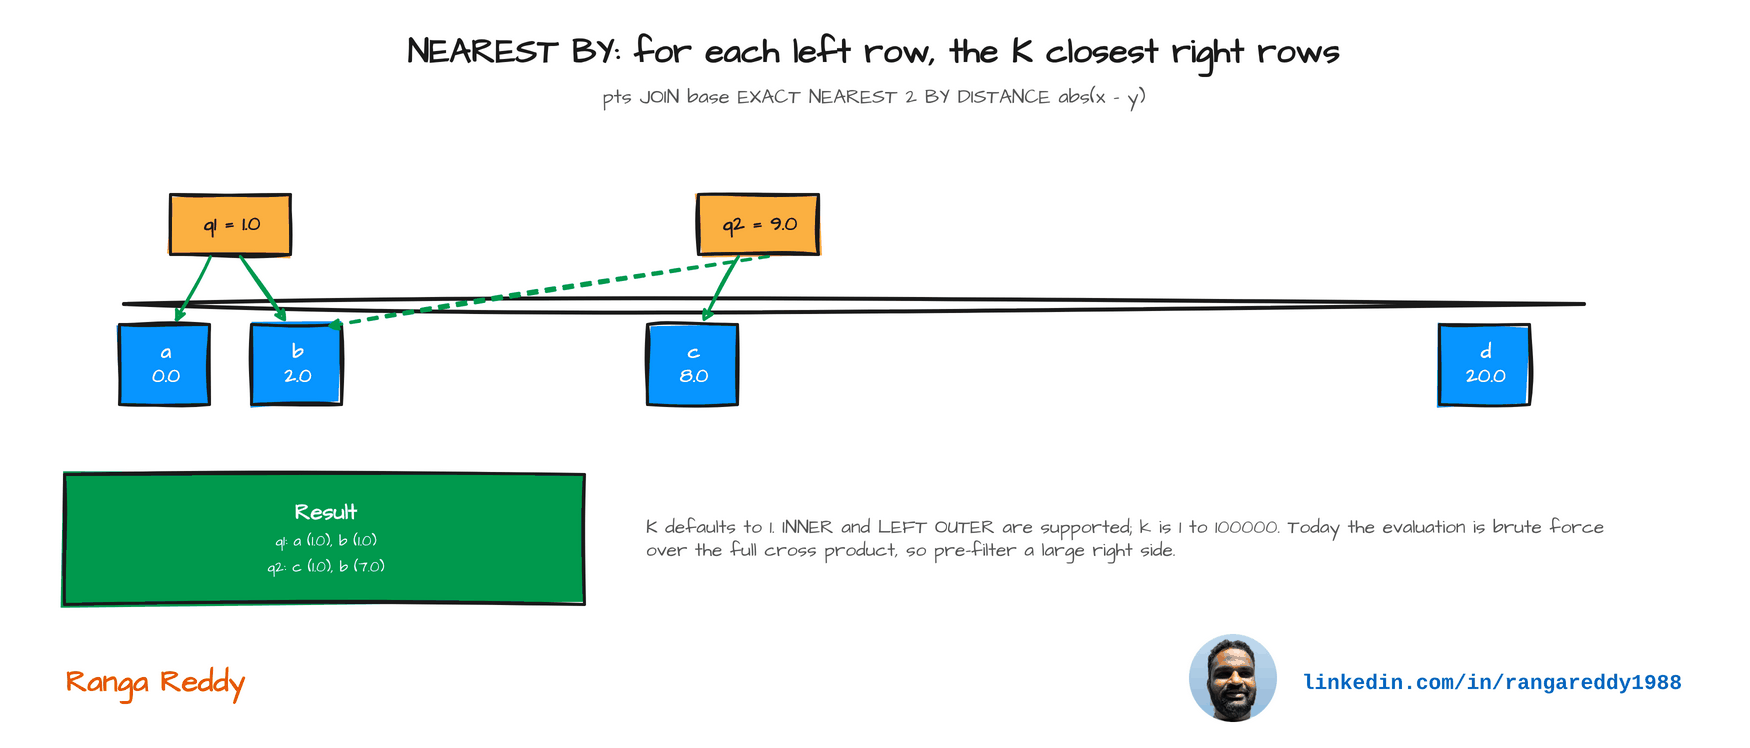 NEAREST BY: for each left row, the K closest right rows
pts JOIN base EXACT NEAREST 2 BY DISTANCE abs(x - y)
q1 = 1.0
q2 = 9.0
a
0.0
b
2.0
c
8.0
d
20.0
Result
q1: a (1.0), b (1.0)
q2: c (1.0), b (7.0)
K defaults to 1. INNER and LEFT OUTER are supported; k is 1 to 100000. Today the evaluation is brute force
over the full cross product, so pre-filter a large right side.
Ranga Reddy
linkedin.com/in/rangareddy1988